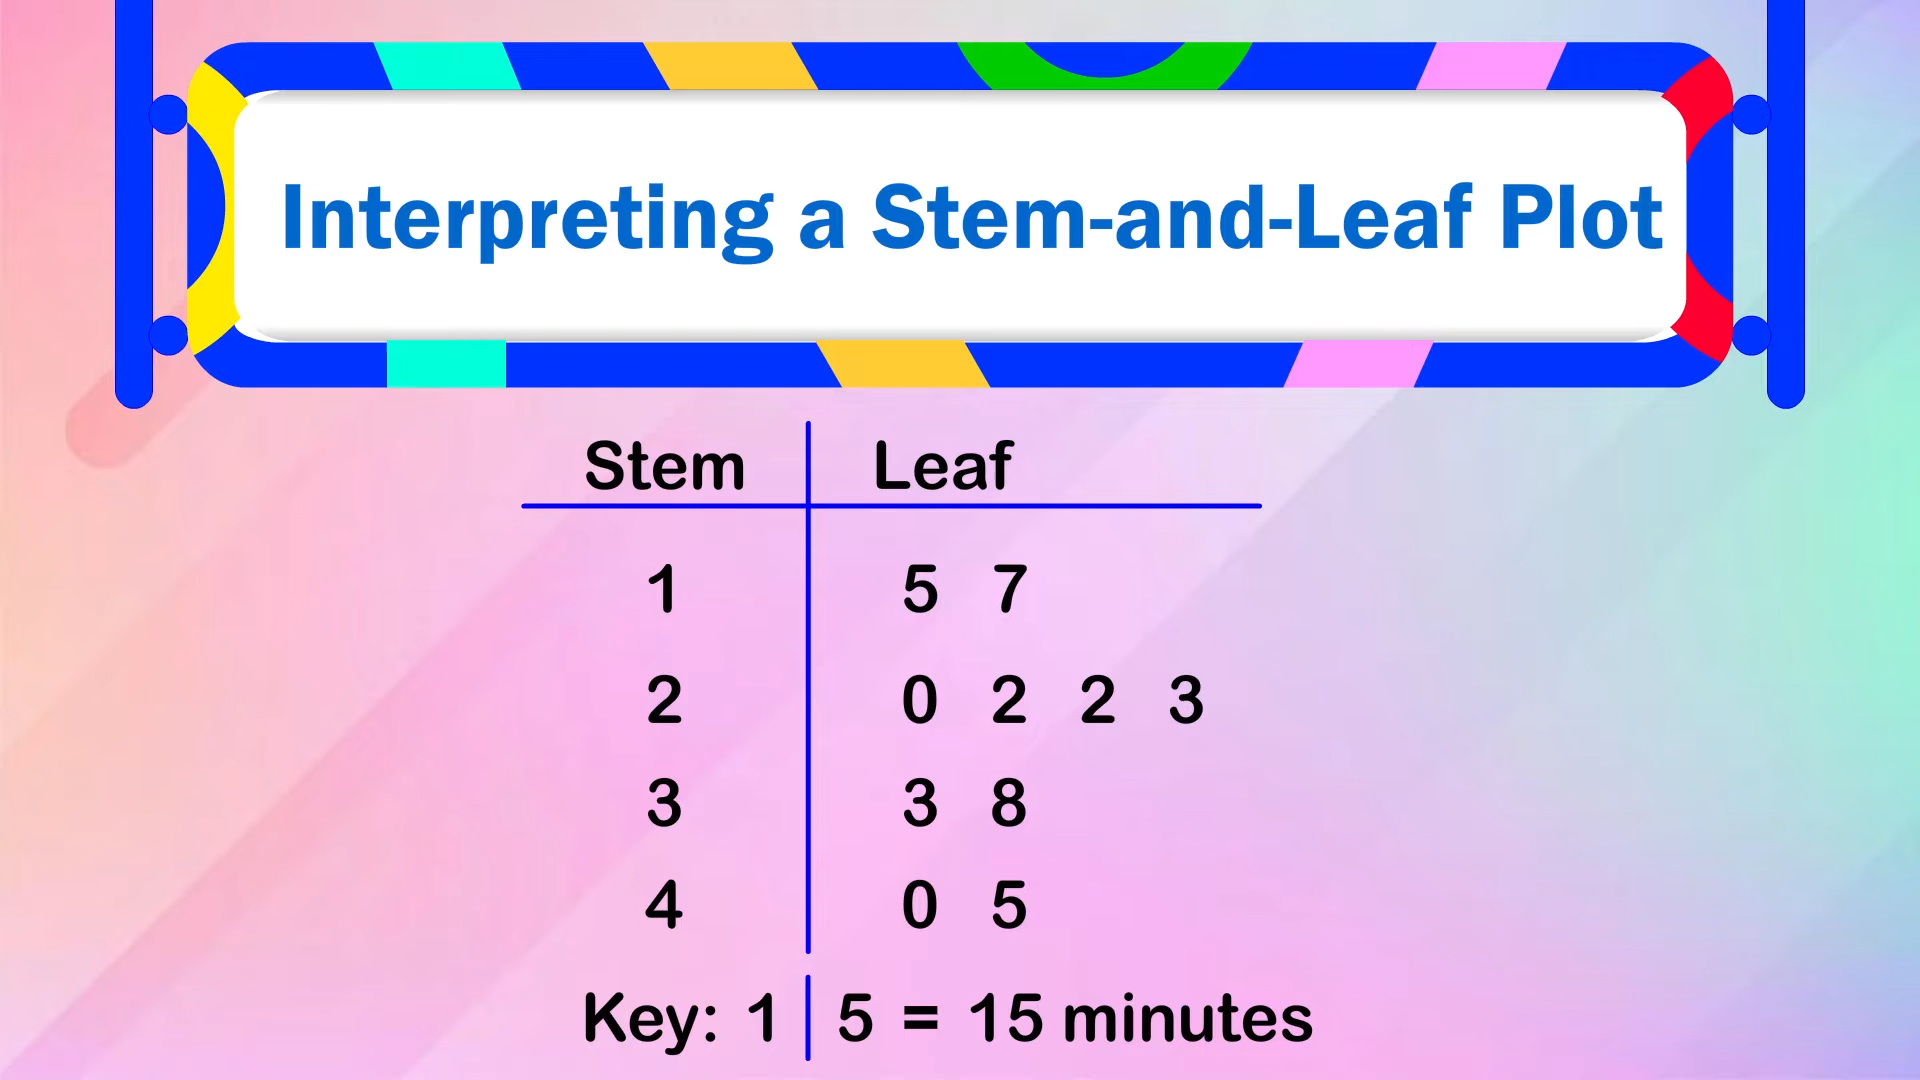 Interpreting a Stem-and-Leaf Plot
Stem Leaf
1 5 7
2 0 2 2 3
3 3 8
4 0 5
Key: 1 5 = 15 minutes